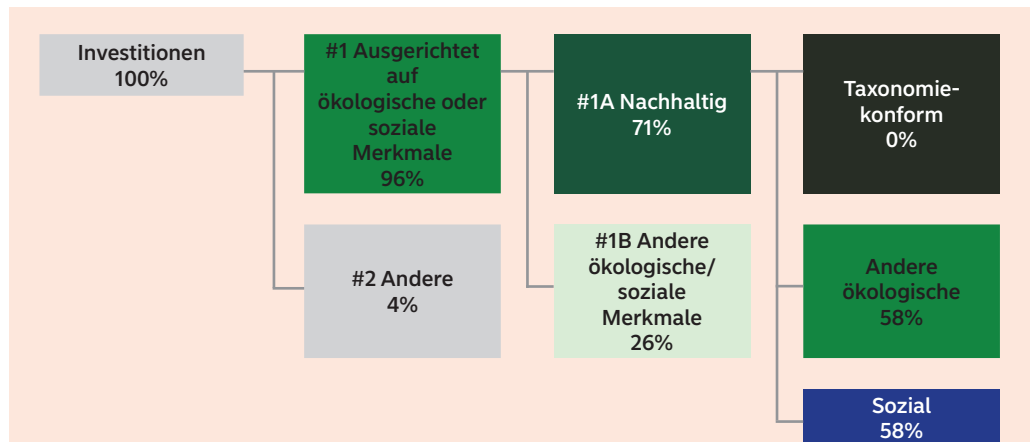 Investitionen
100%
#1 Ausgerichtet
auf
ökologische oder
soziale
Merkmale
96%
#1A Nachhaltig
71%
Taxonomie-
konform
0%
#2 Andere
4%
#1B Andere
ökologische/
soziale
Merkmale
26%
Andere
ökologische
58%
Sozial
58%